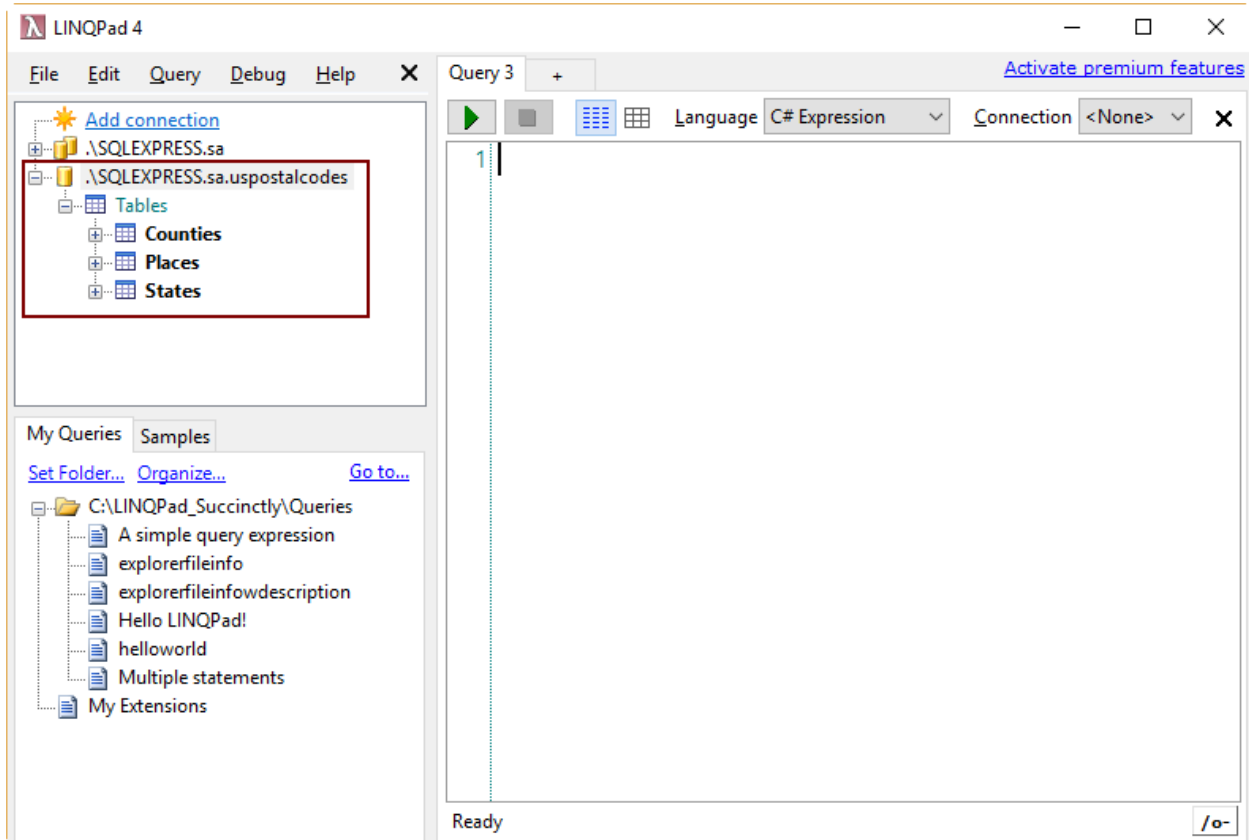 LINQPad 4
File Edit Query Debug Help
Add connection
.\SQLEXPRESS.sa
.\SQLEXPRESS.sa.uspostalcodes
Tables
Counties
Places
States
My Queries Samples
Set Folder... Organize... Go to...
C:\LINQPad_Succinctly\Queries
A simple query expression
explorerfileinfo
explorerfileinfowdescription
Hello LINQPad!
helloworld
Multiple statements
My Extensions
Query 3 + Activate premium features
Language C# Expression Connection <None>
1
Ready /o-